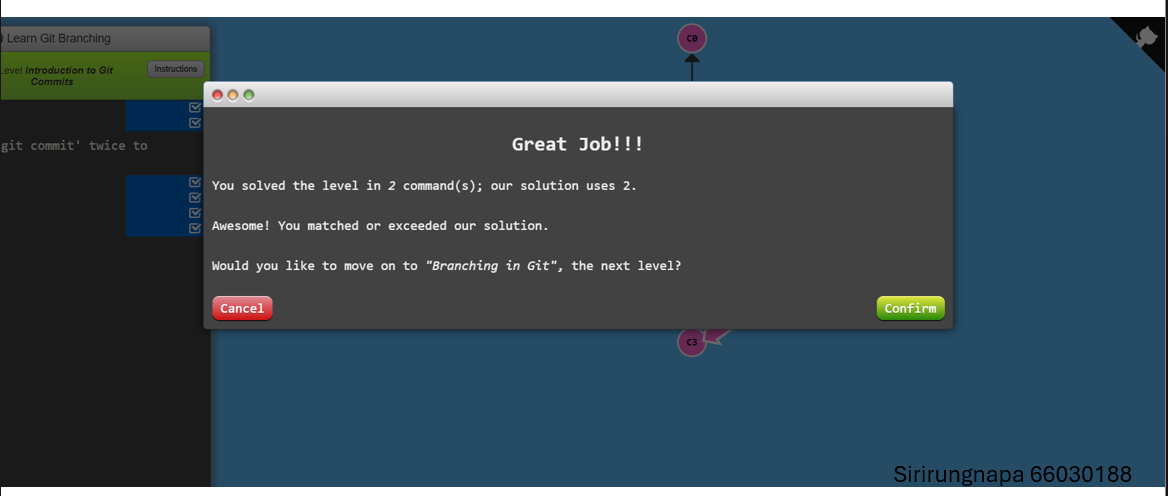 Learn Git Branching
Level Introduction to Git
Commits
Instructions
git commit' twice to
c0
Great Job!!!
You solved the level in 2 command(s); our solution uses 2.
Awesome! You matched or exceeded our solution.
Would you like to move on to "Branching in Git", the next level?
Cancel
Confirm
c3
Sirirungnapa 66030188